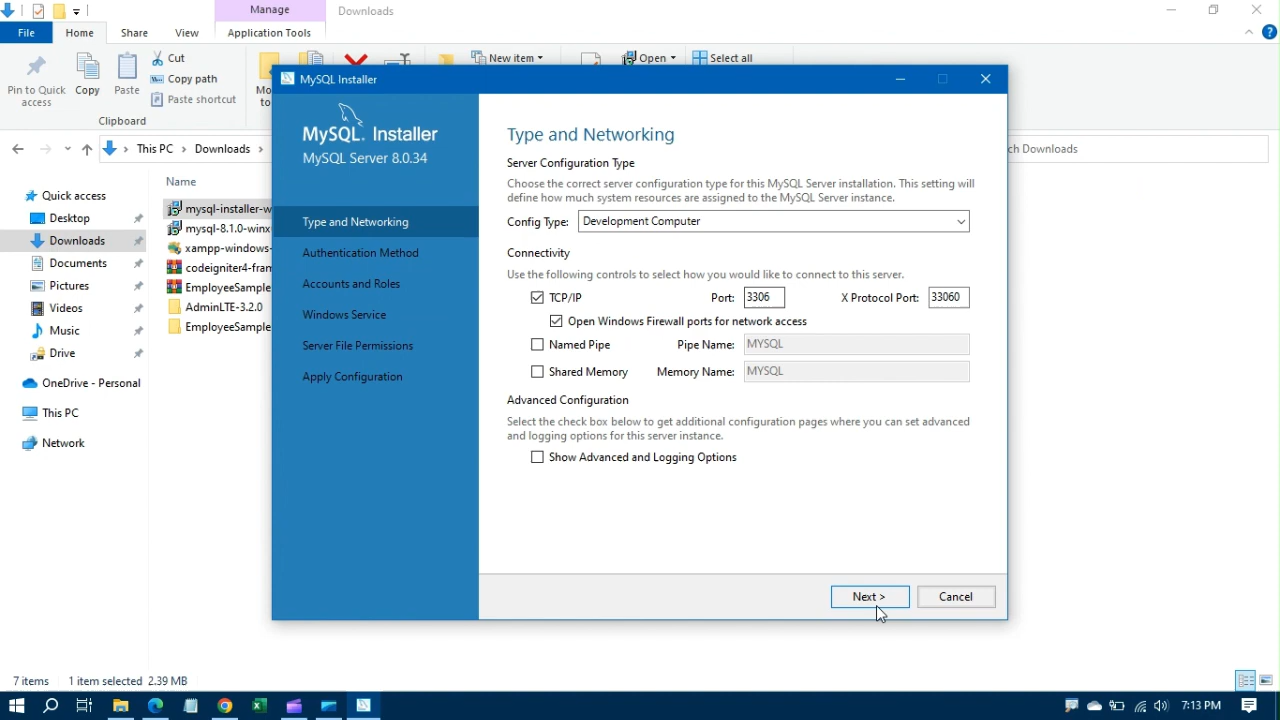 Manage
Downloads
File
Home
Share
View
Application Tools
Pin to Quick
access
Copy
Paste
Cut
Copy path
Paste shortcut
Clipboard
New item
Open
Select all
This PC
Downloads
Downloads
Name
Quick access
Desktop
Downloads
Documents
Pictures
Videos
Music
Drive
OneDrive - Personal
This PC
Network
mysql-installer-w
mysql-8.1.0-winx
xampp-windows-
codeigniter4-fram
EmployeeSample
AdminLTE-3.2.0
EmployeeSample
MySQL Installer
MySQL. Installer
MySQL Server 8.0.34
Type and Networking
Authentication Method
Accounts and Roles
Windows Service
Server File Permissions
Apply Configuration
Type and Networking
Server Configuration Type
Choose the correct server configuration type for this MySQL Server installation. This setting will
define how much system resources are assigned to the MySQL Server instance.
Config Type: Development Computer
Connectivity
Use the following controls to select how you would like to connect to this server.
TCP/IP Port: 3306 X Protocol Port: 33060
Open Windows Firewall ports for network access
Named Pipe Pipe Name: MYSQL
Shared Memory Memory Name: MYSQL
Advanced Configuration
Select the check box below to get additional configuration pages where you can set advanced
and logging options for this server instance.
Show Advanced and Logging Options
Next > Cancel
7 items 1 item selected 2.39 MB
7:13 PM